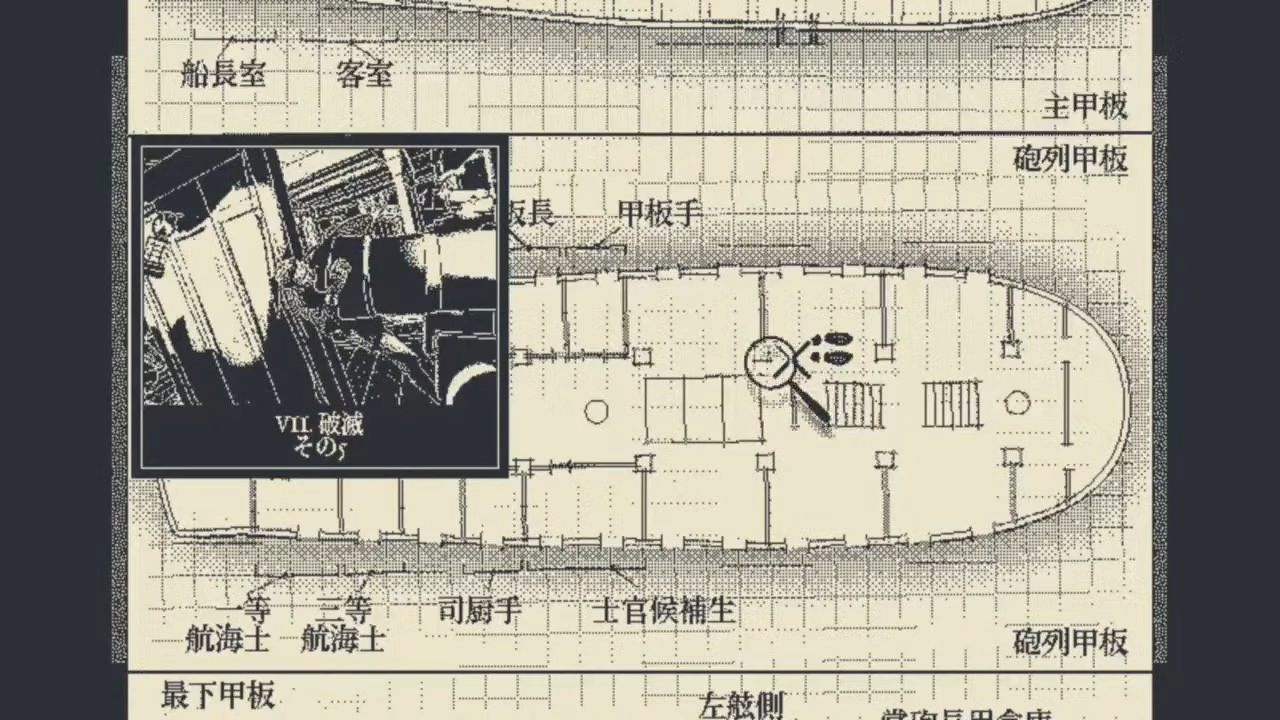 船長室
客室
主甲板
砲列甲板
板長
甲板手
VII. 破滅
その5
一等
航海士
三等
航海士
司厨手
士官候補生
砲列甲板
最下甲板
左舷側